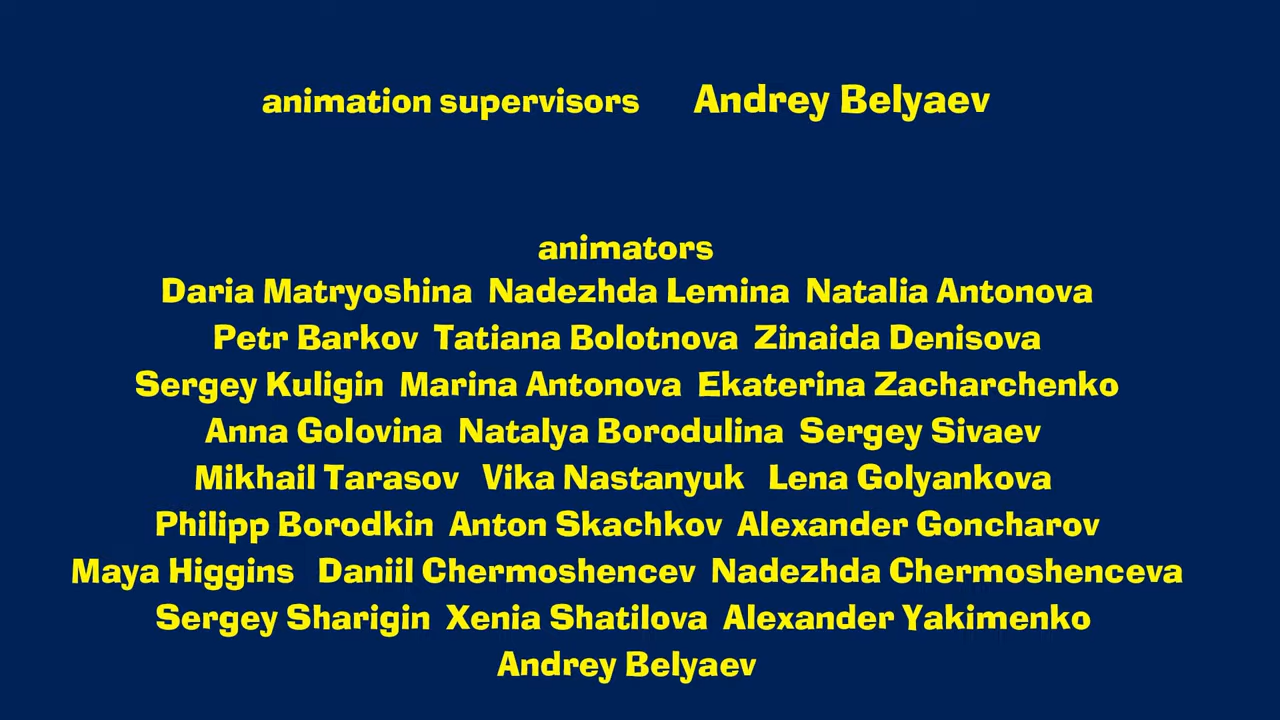 animation supervisors Andrey Belyaev
animators
Daria Matryoshina Nadezhda Lemina Natalia Antonova
Petr Barkov Tatiana Bolotnova Zinaida Denisova
Sergey Kuligin Marina Antonova Ekaterina Zacharchenko
Anna Golovina Natalya Borodulina Sergey Sivaev
Mikhail Tarasov Vika Nastanyuk Lena Golyankova
Philipp Borodkin Anton Skachkov Alexander Goncharov
Maya Higgins Daniil Chermoshencev Nadezhda Chermoshenceva
Sergey Sharigin Xenia Shatilova Alexander Yakimenko
Andrey Belyaev